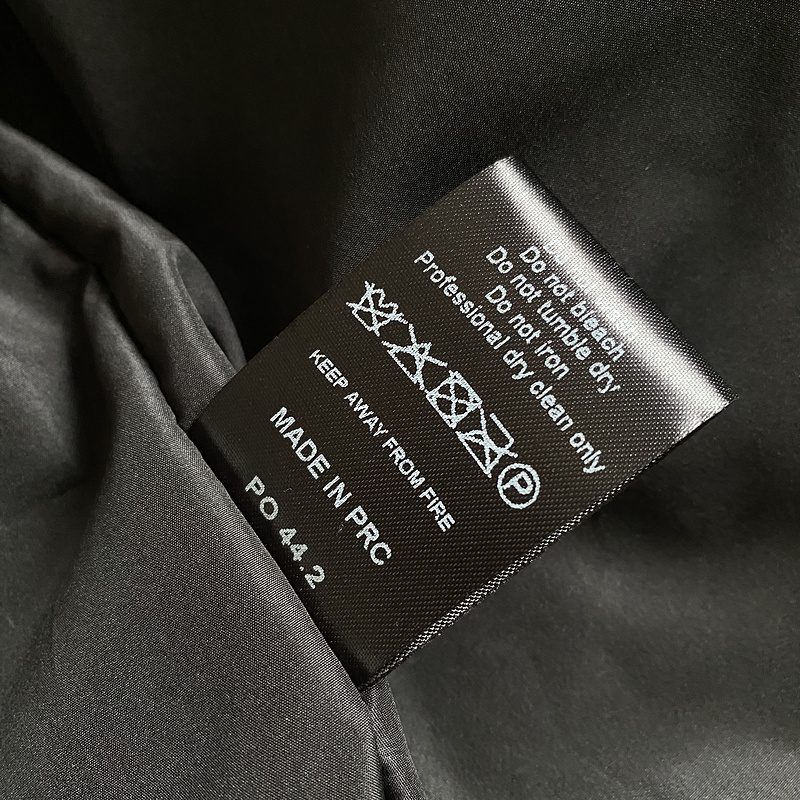 Do not bleach
Do not tumble dry
Do not iron
Professional dry clean only
P
KEEP AWAY FROM FIRE
MADE IN PRC
PO 44.2